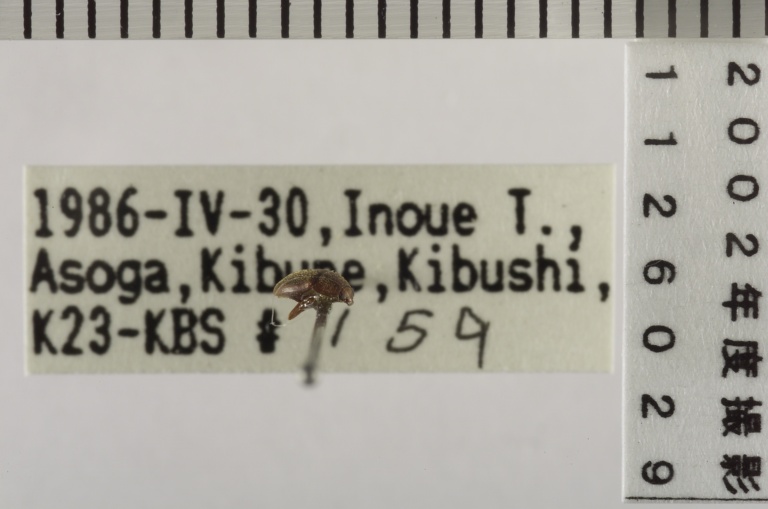 1986-IV-30, Inoue T.,
Asoga, Kibune, Kibushi,
K23-KBS # 159
2002年度撮影
1126029